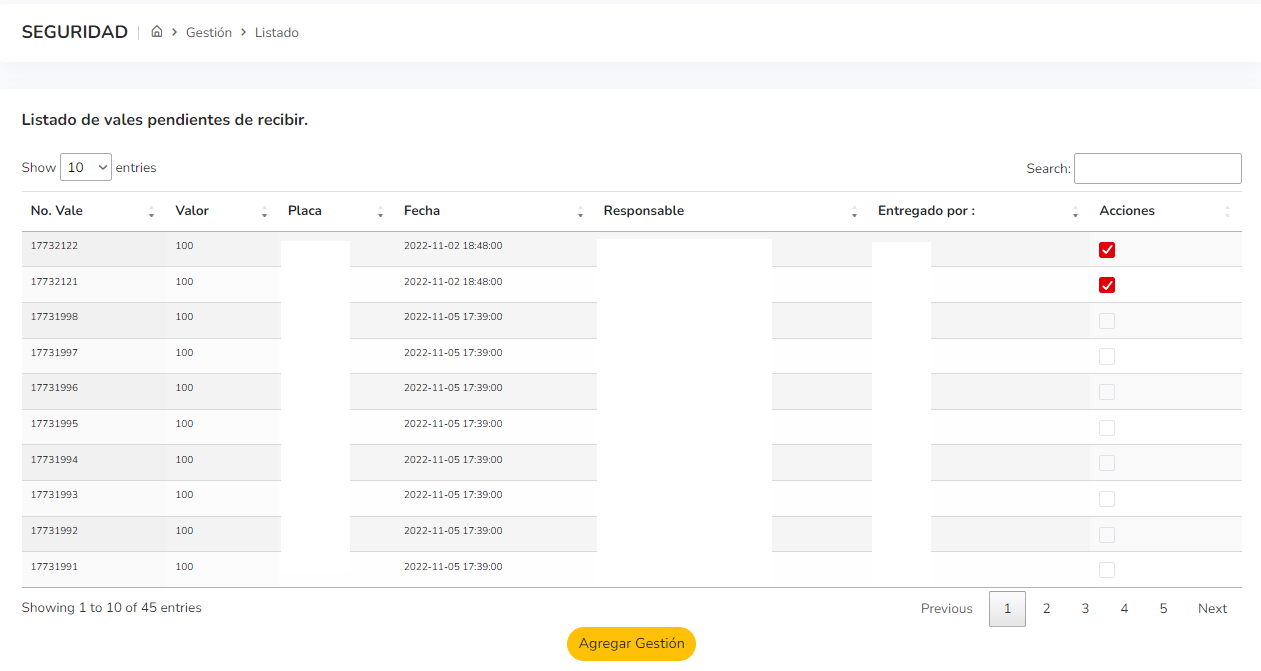 SEGURIDAD Gestión Listado
Listado de vales pendientes de recibir.
Show 10 entries Search:
No. Vale Valor Placa Fecha Responsable Entregado por : Acciones
17732122 100 2022-11-02 18:48:00
17732121 100 2022-11-02 18:48:00
17731998 100 2022-11-05 17:39:00
17731997 100 2022-11-05 17:39:00
17731996 100 2022-11-05 17:39:00
17731995 100 2022-11-05 17:39:00
17731994 100 2022-11-05 17:39:00
17731993 100 2022-11-05 17:39:00
17731992 100 2022-11-05 17:39:00
17731991 100 2022-11-05 17:39:00
Showing 1 to 10 of 45 entries Previous 1 2 3 4 5 Next
Agregar Gestión